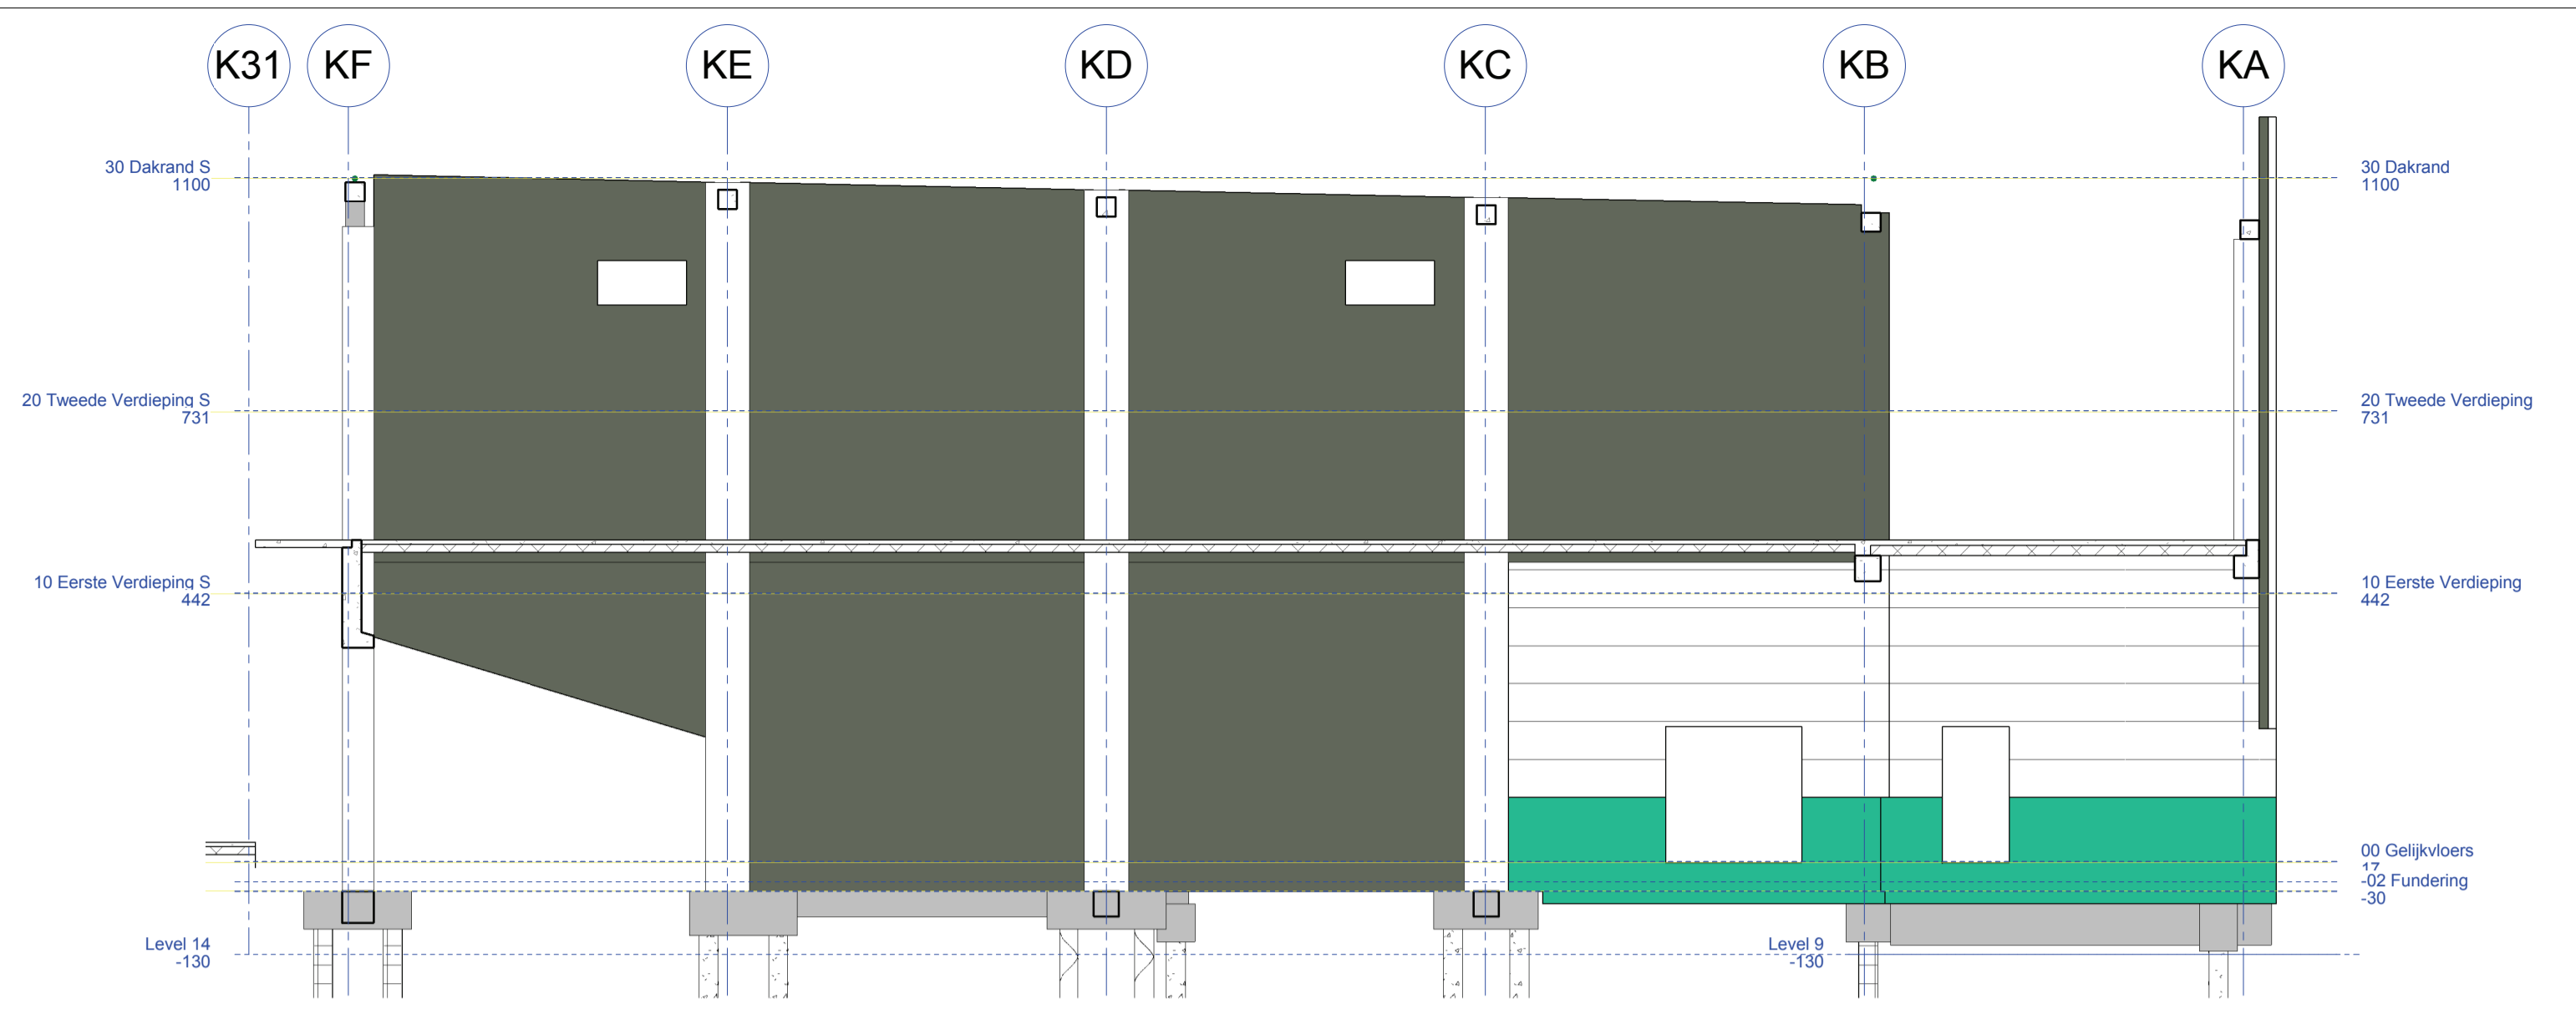 K31
KF
KE
KD
KC
KB
KA
30 Dakrand S
1100
30 Dakrand
1100
20 Tweede Verdieping S
731
20 Tweede Verdieping
731
10 Eerste Verdieping S
442
10 Eerste Verdieping
442
00 Gelijkvloers
17
-02 Fundering
-30
Level 14
-130
Level 9
-130